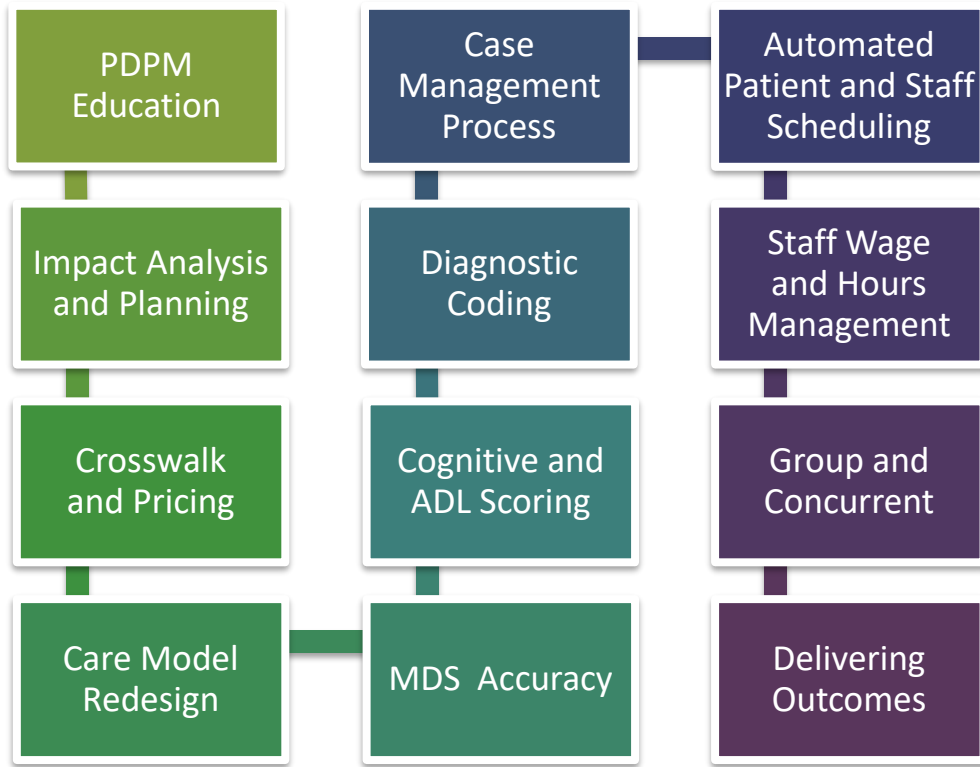 PDPM
Education
Impact Analysis
and Planning
Crosswalk
and Pricing
Care Model
Redesign
MDS Accuracy
Cognitive and
ADL Scoring
Diagnostic
Coding
Case
Management
Process
Automated
Patient and Staff
Scheduling
Staff Wage
and Hours
Management
Group and
Concurrent
Delivering
Outcomes